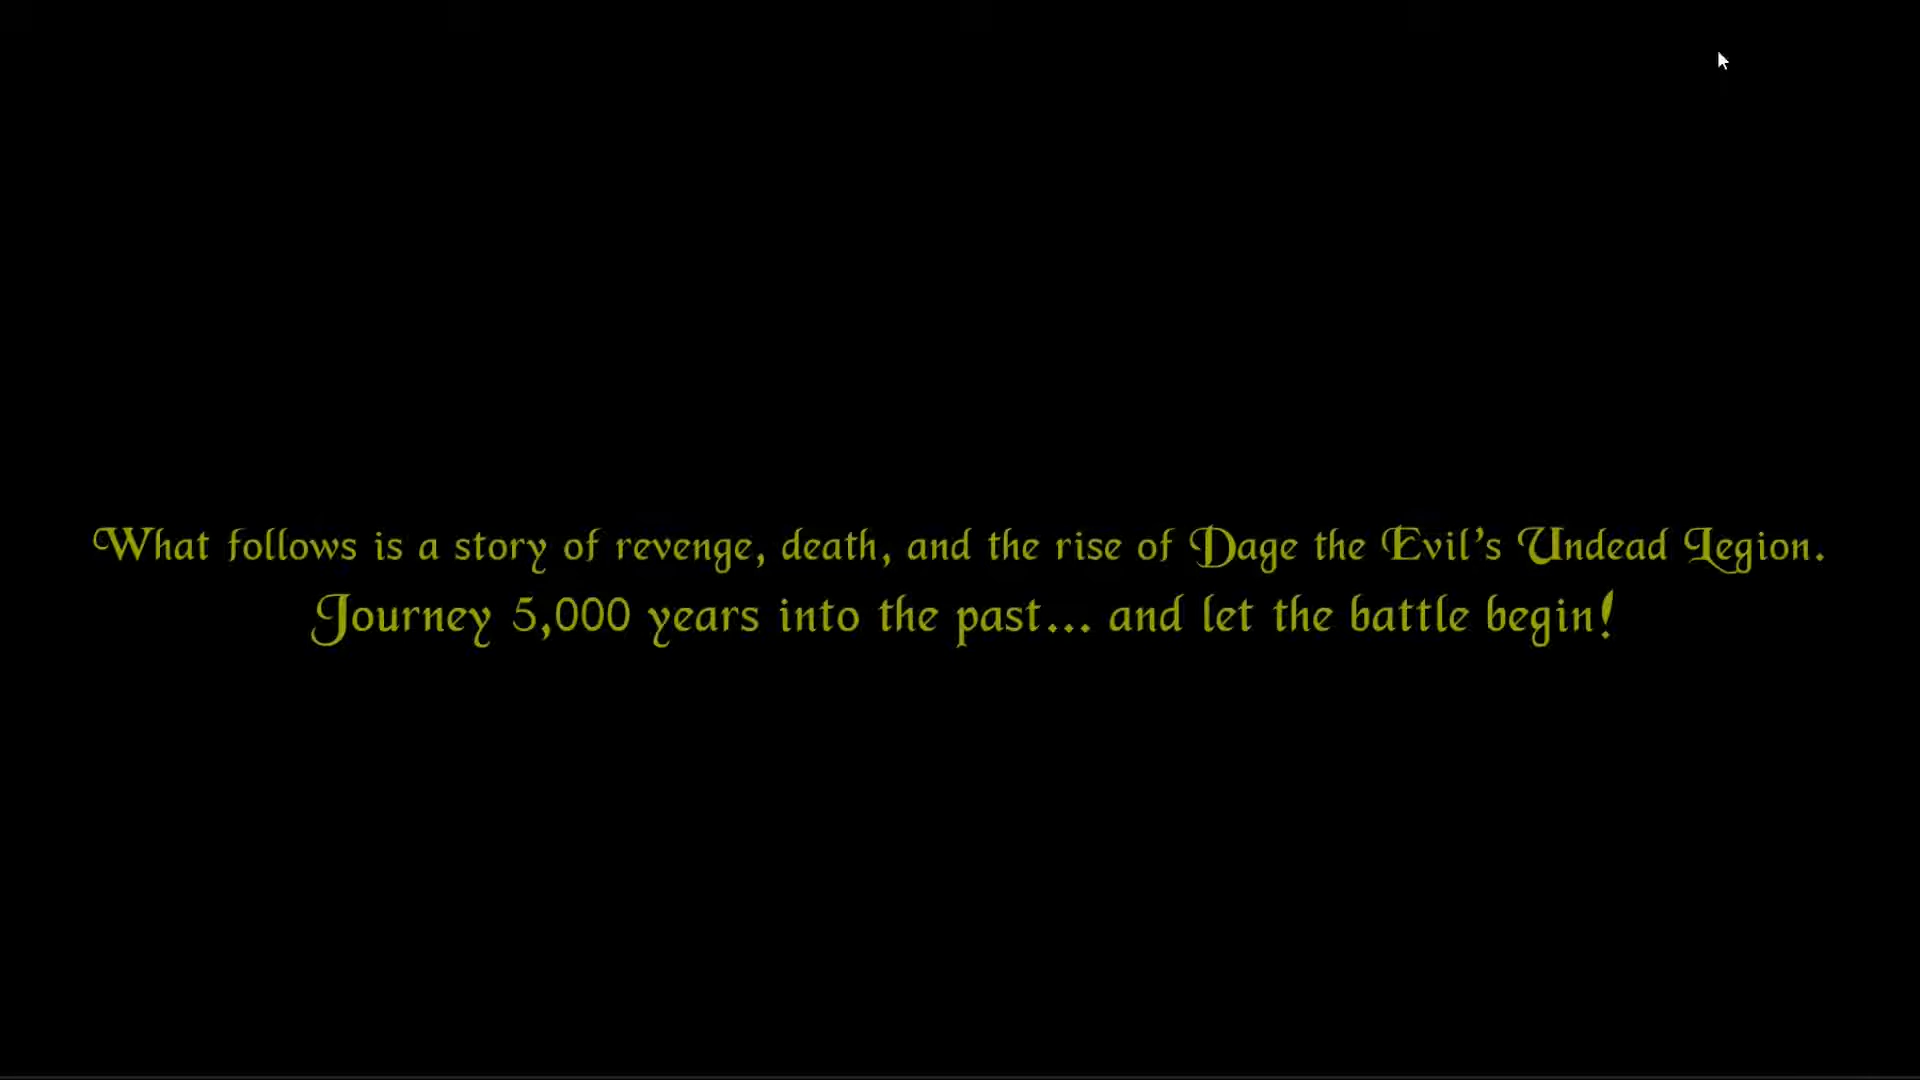 What follows is a story of revenge, death, and the rise of Dage the Evil’s Undead Legion.
Journey 5,000 years into the past... and let the battle begin!